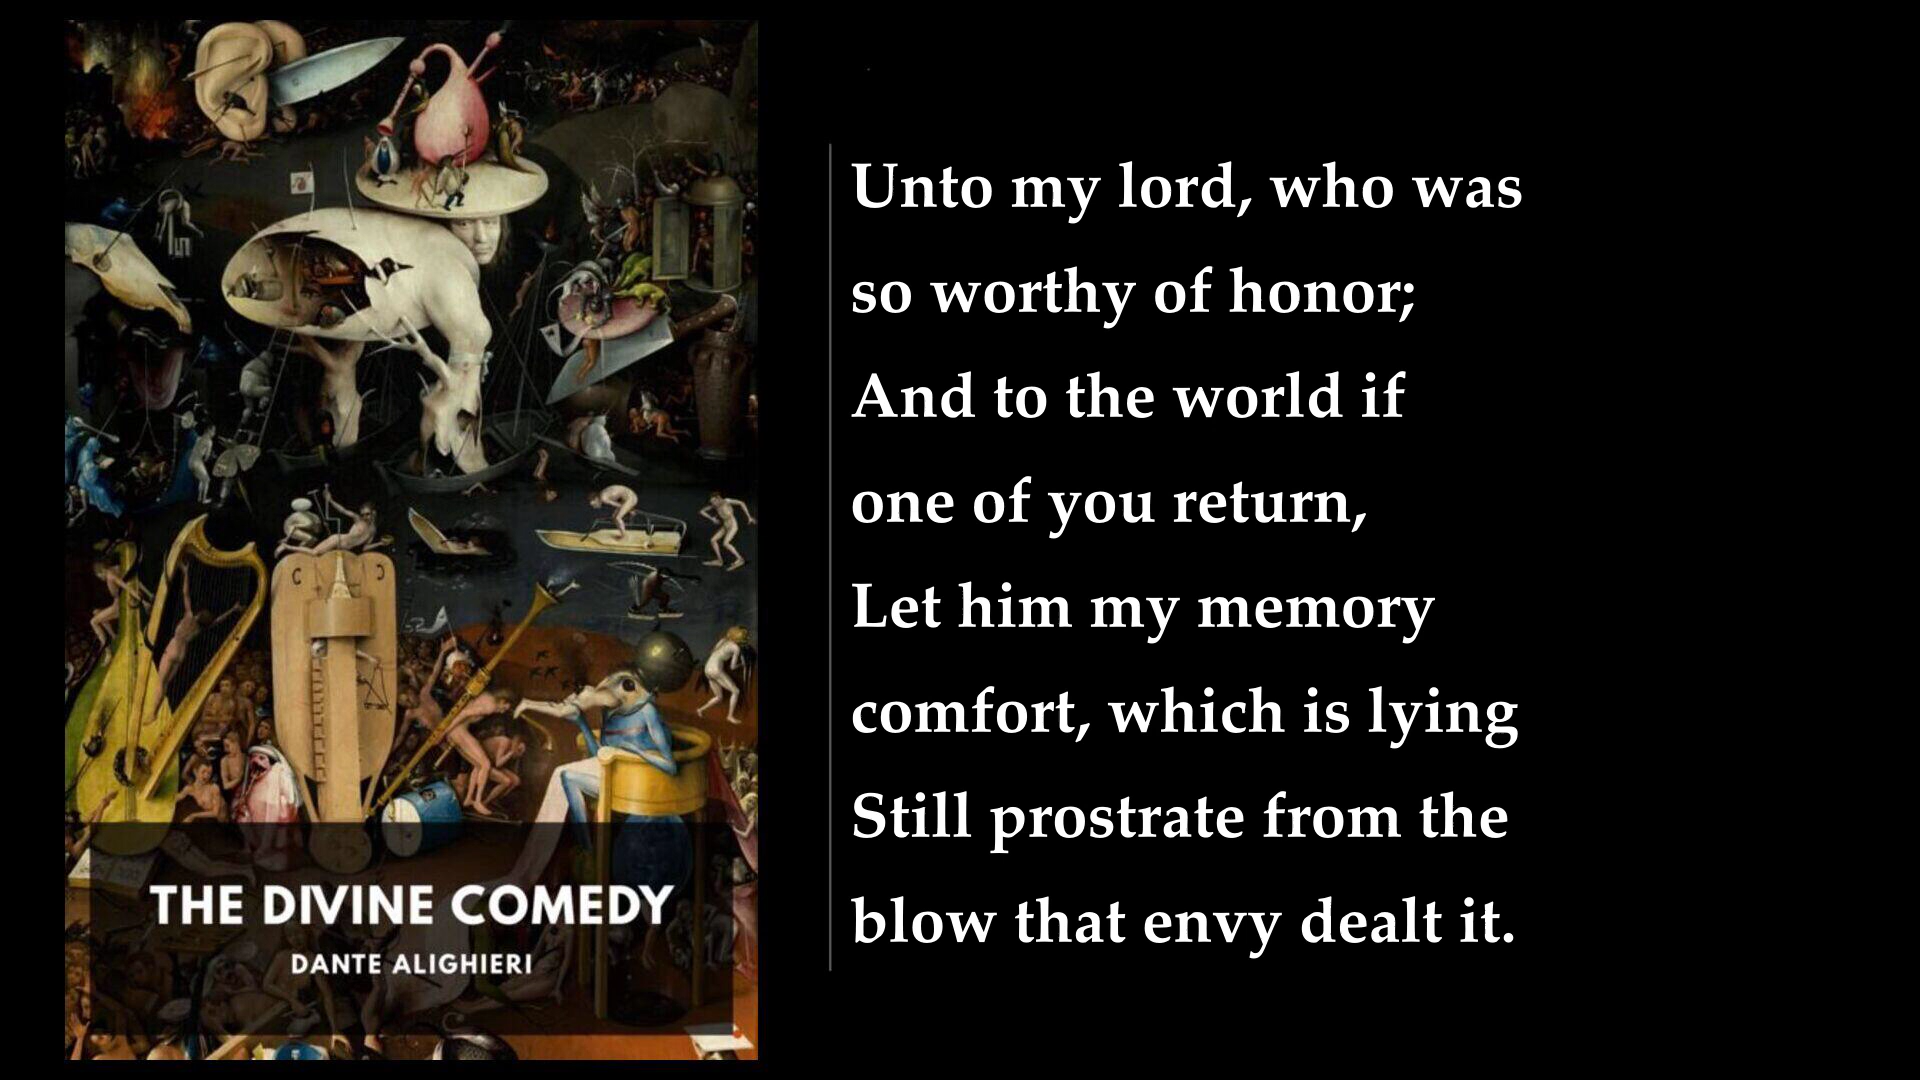 Unto my lord, who was
so worthy of honor;
And to the world if
one of you return,
Let him my memory
comfort, which is lying
Still prostrate from the
blow that envy dealt it.
THE DIVINE COMEDY
DANTE ALIGHIERI